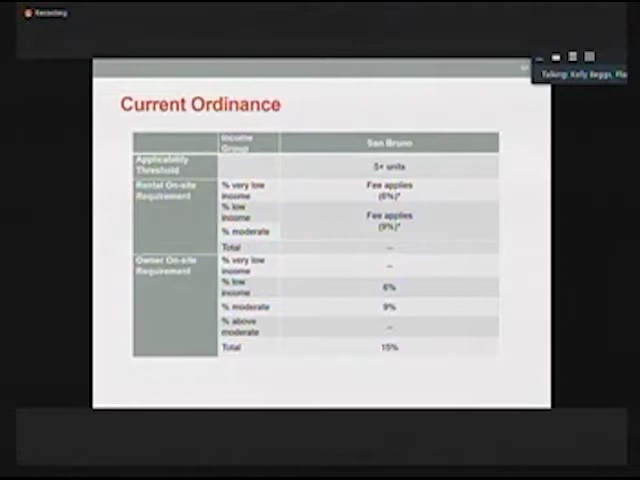 Recording
Talking: Kelly Beggs, Pla
Current Ordinance
Income Group San Bruno
Applicability Threshold 5+ units
Rental On-site Requirement % very low income Fee applies (6%)*
% low income Fee applies (9%)*
% moderate
Total --
Owner On-site Requirement % very low income --
% low income 6%
% moderate 9%
% above moderate --
Total 15%